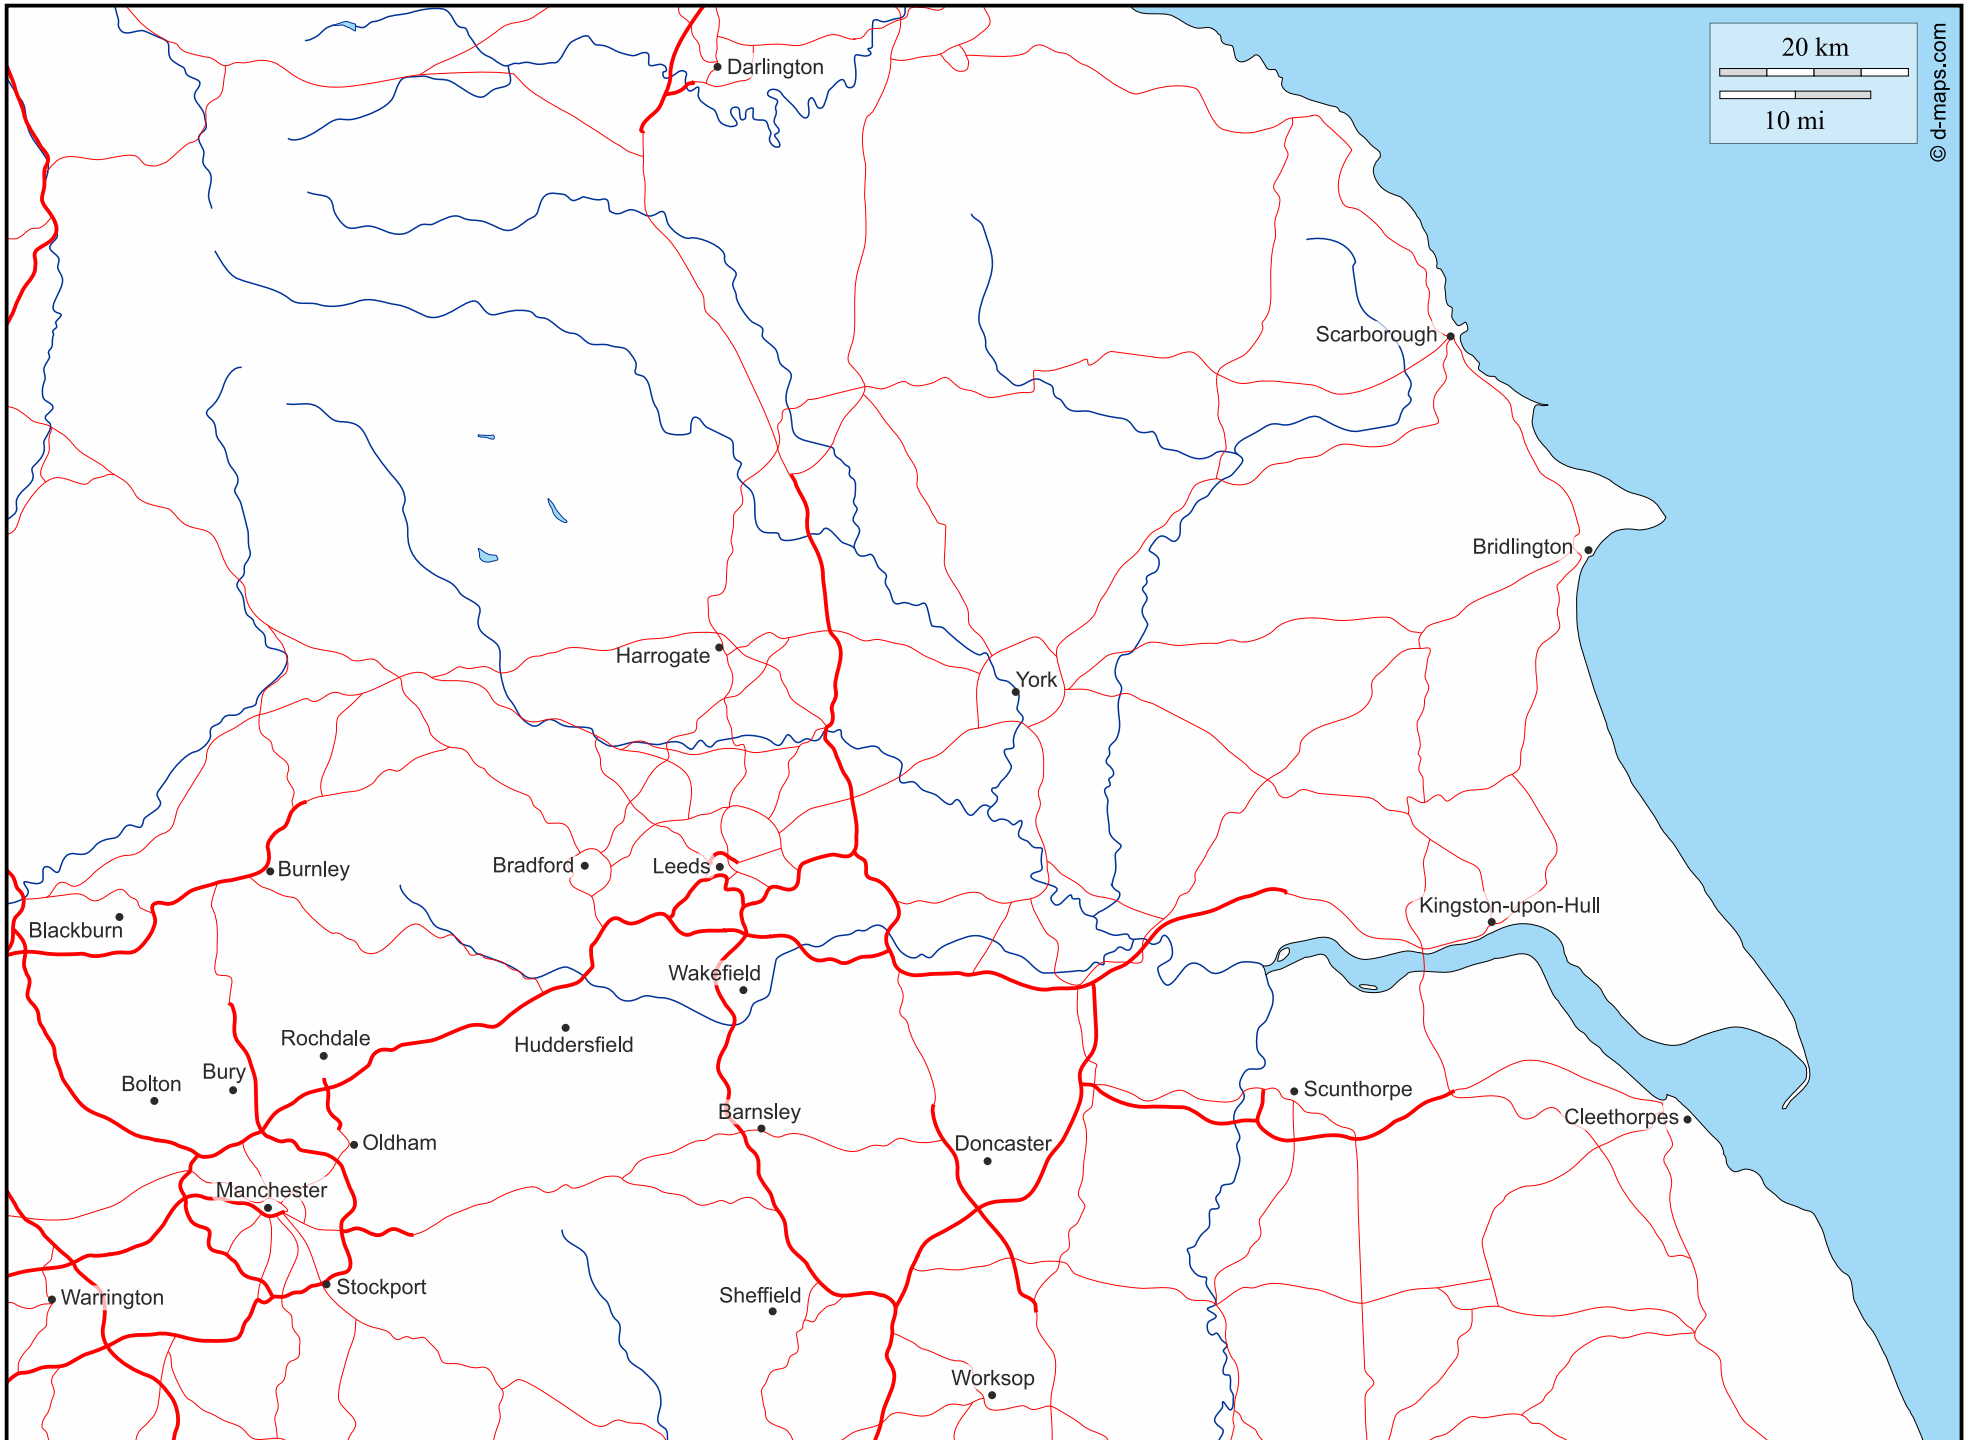 20 km
10 mi
© d-maps.com
Darlington
Scarborough
Bridlington
Harrogate
York
Burnley
Bradford
Leeds
Blackburn
Kingston-upon-Hull
Wakefield
Rochdale
Huddersfield
Bury
Bolton
Scunthorpe
Barnsley
Cleethorpes
Oldham
Doncaster
Manchester
Stockport
Warrington
Sheffield
Worksop